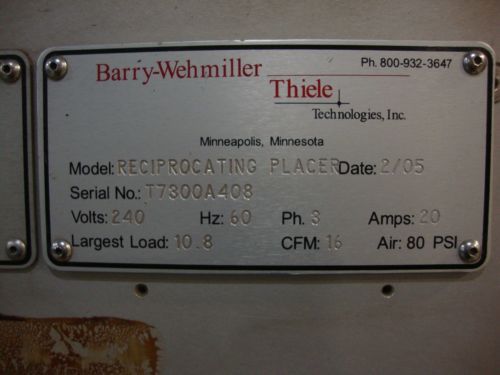 Barry-Wehmiller Ph. 800-932-3647
Thiele
Technologies, Inc.
Minneapolis, Minnesota
Model: RECIPROCATING PLACER Date: 2/05
Serial No.: T7300A408
Volts: 240 Hz: 60 Ph. 3 Amps: 20
Largest Load: 10.8 CFM: 16 Air: 80 PSI